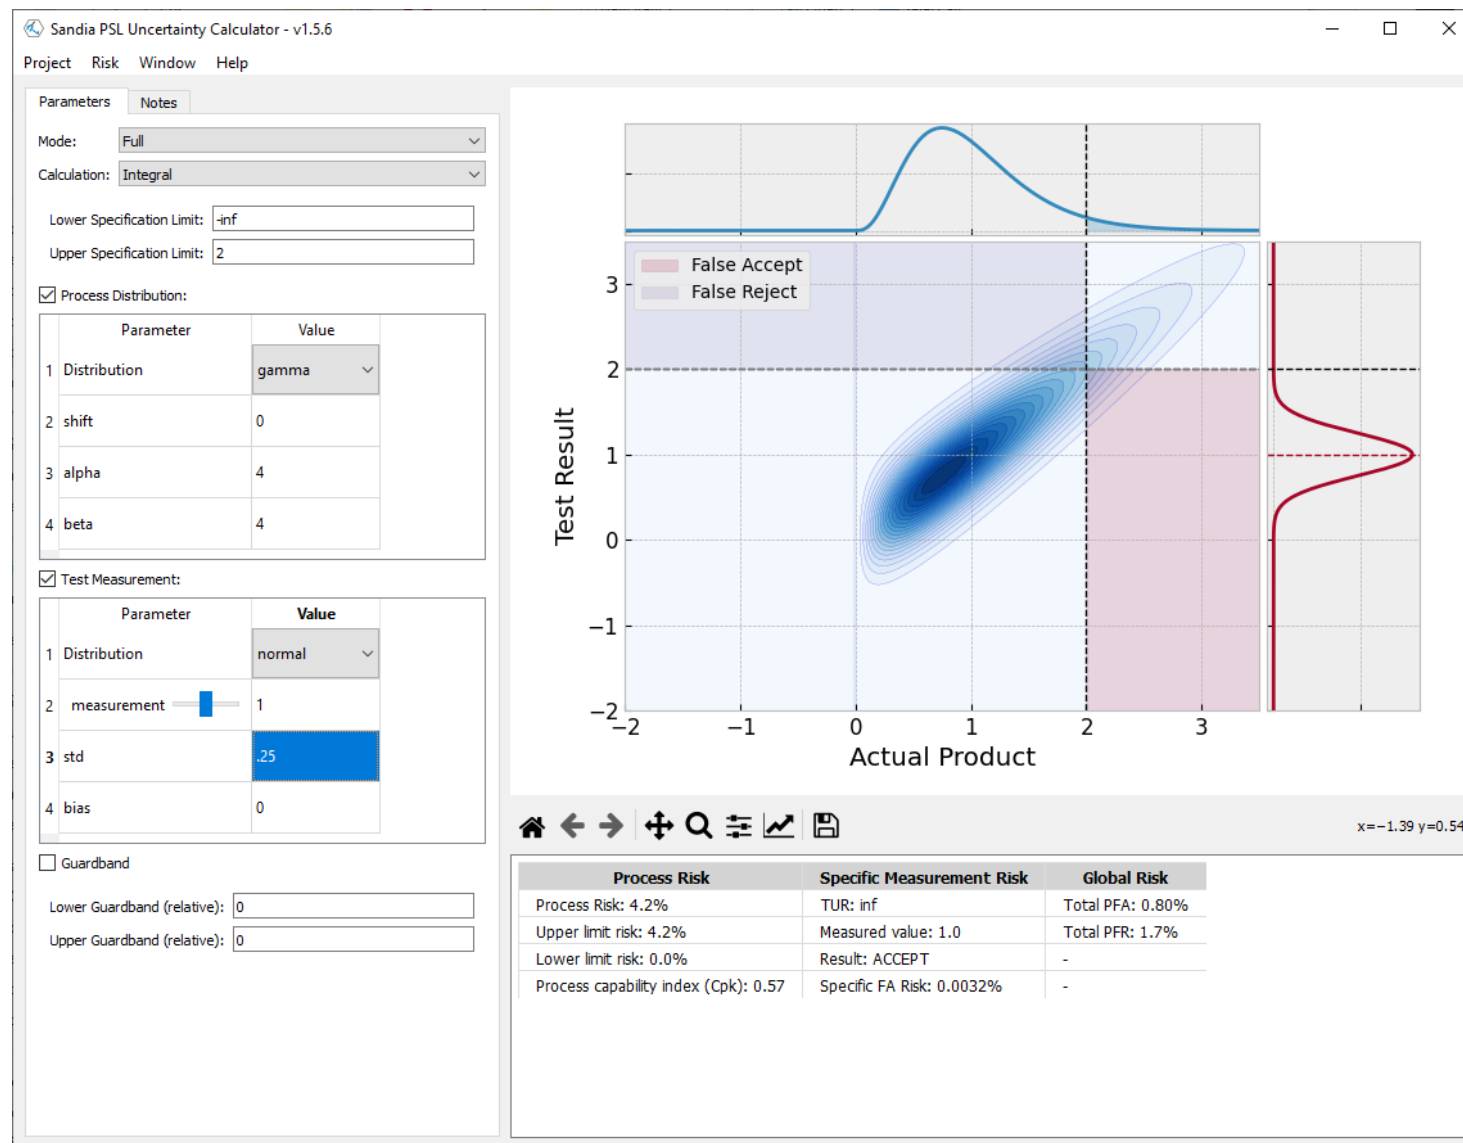 Sandia PSL Uncertainty Calculator - v1.5.6
Project Risk Window Help
Parameters Notes
Mode: Full
Calculation: Integral
Lower Specification Limit: -inf
Upper Specification Limit: 2
Process Distribution:
Parameter Value
1 Distribution gamma
2 shift 0
3 alpha 4
4 beta 4
Test Measurement:
Parameter Value
1 Distribution normal
2 measurement 1
3 std .25
4 bias 0
Guardband
Lower Guardband (relative): 0
Upper Guardband (relative): 0
False Accept
False Reject
3
2
1
0
−1
−2
Test Result
−2 −1 0 1 2 3
Actual Product
x=−1.39 y=0.54
Process Risk Specific Measurement Risk Global Risk
Process Risk: 4.2% TUR: inf Total PFA: 0.80%
Upper limit risk: 4.2% Measured value: 1.0 Total PFR: 1.7%
Lower limit risk: 0.0% Result: ACCEPT -
Process capability index (Cpk): 0.57 Specific FA Risk: 0.0032% -